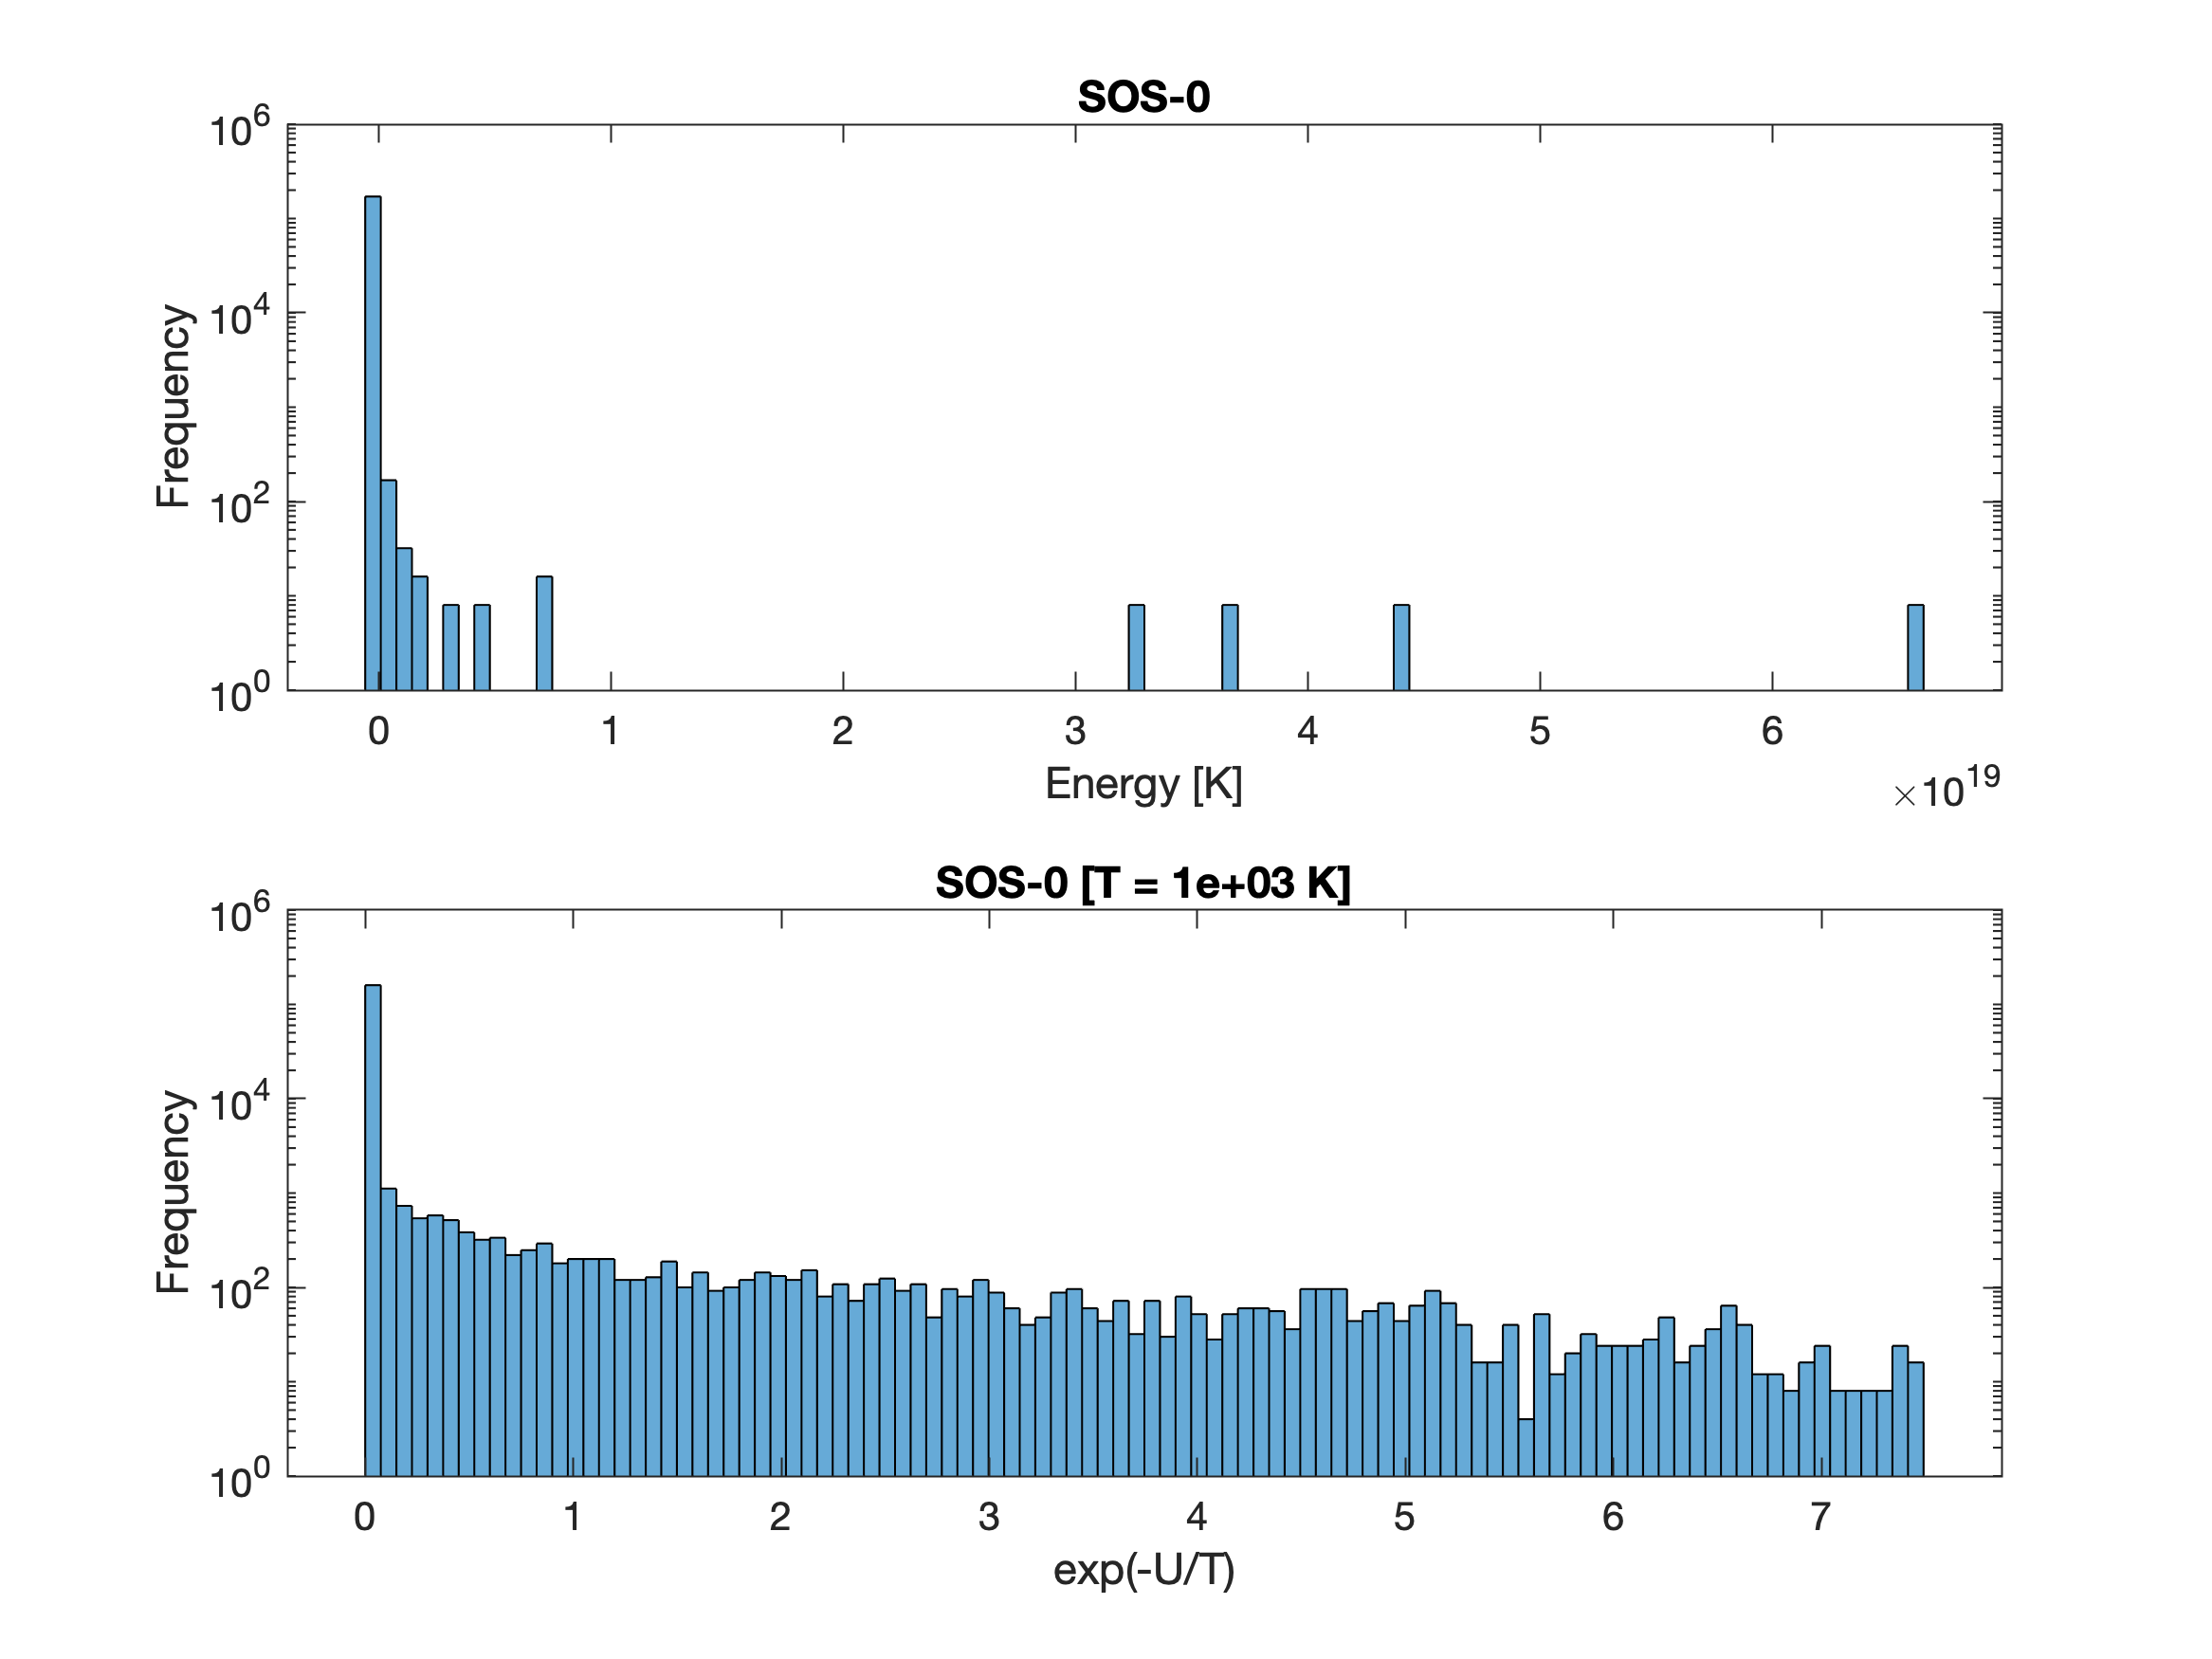 SOS-0
10^6
10^4
10^2
10^0
Frequency
0 1 2 3 4 5 6
Energy [K]
×10^19
SOS-0 [T = 1e+03 K]
10^6
10^4
10^2
10^0
Frequency
0 1 2 3 4 5 6 7
exp(-U/T)